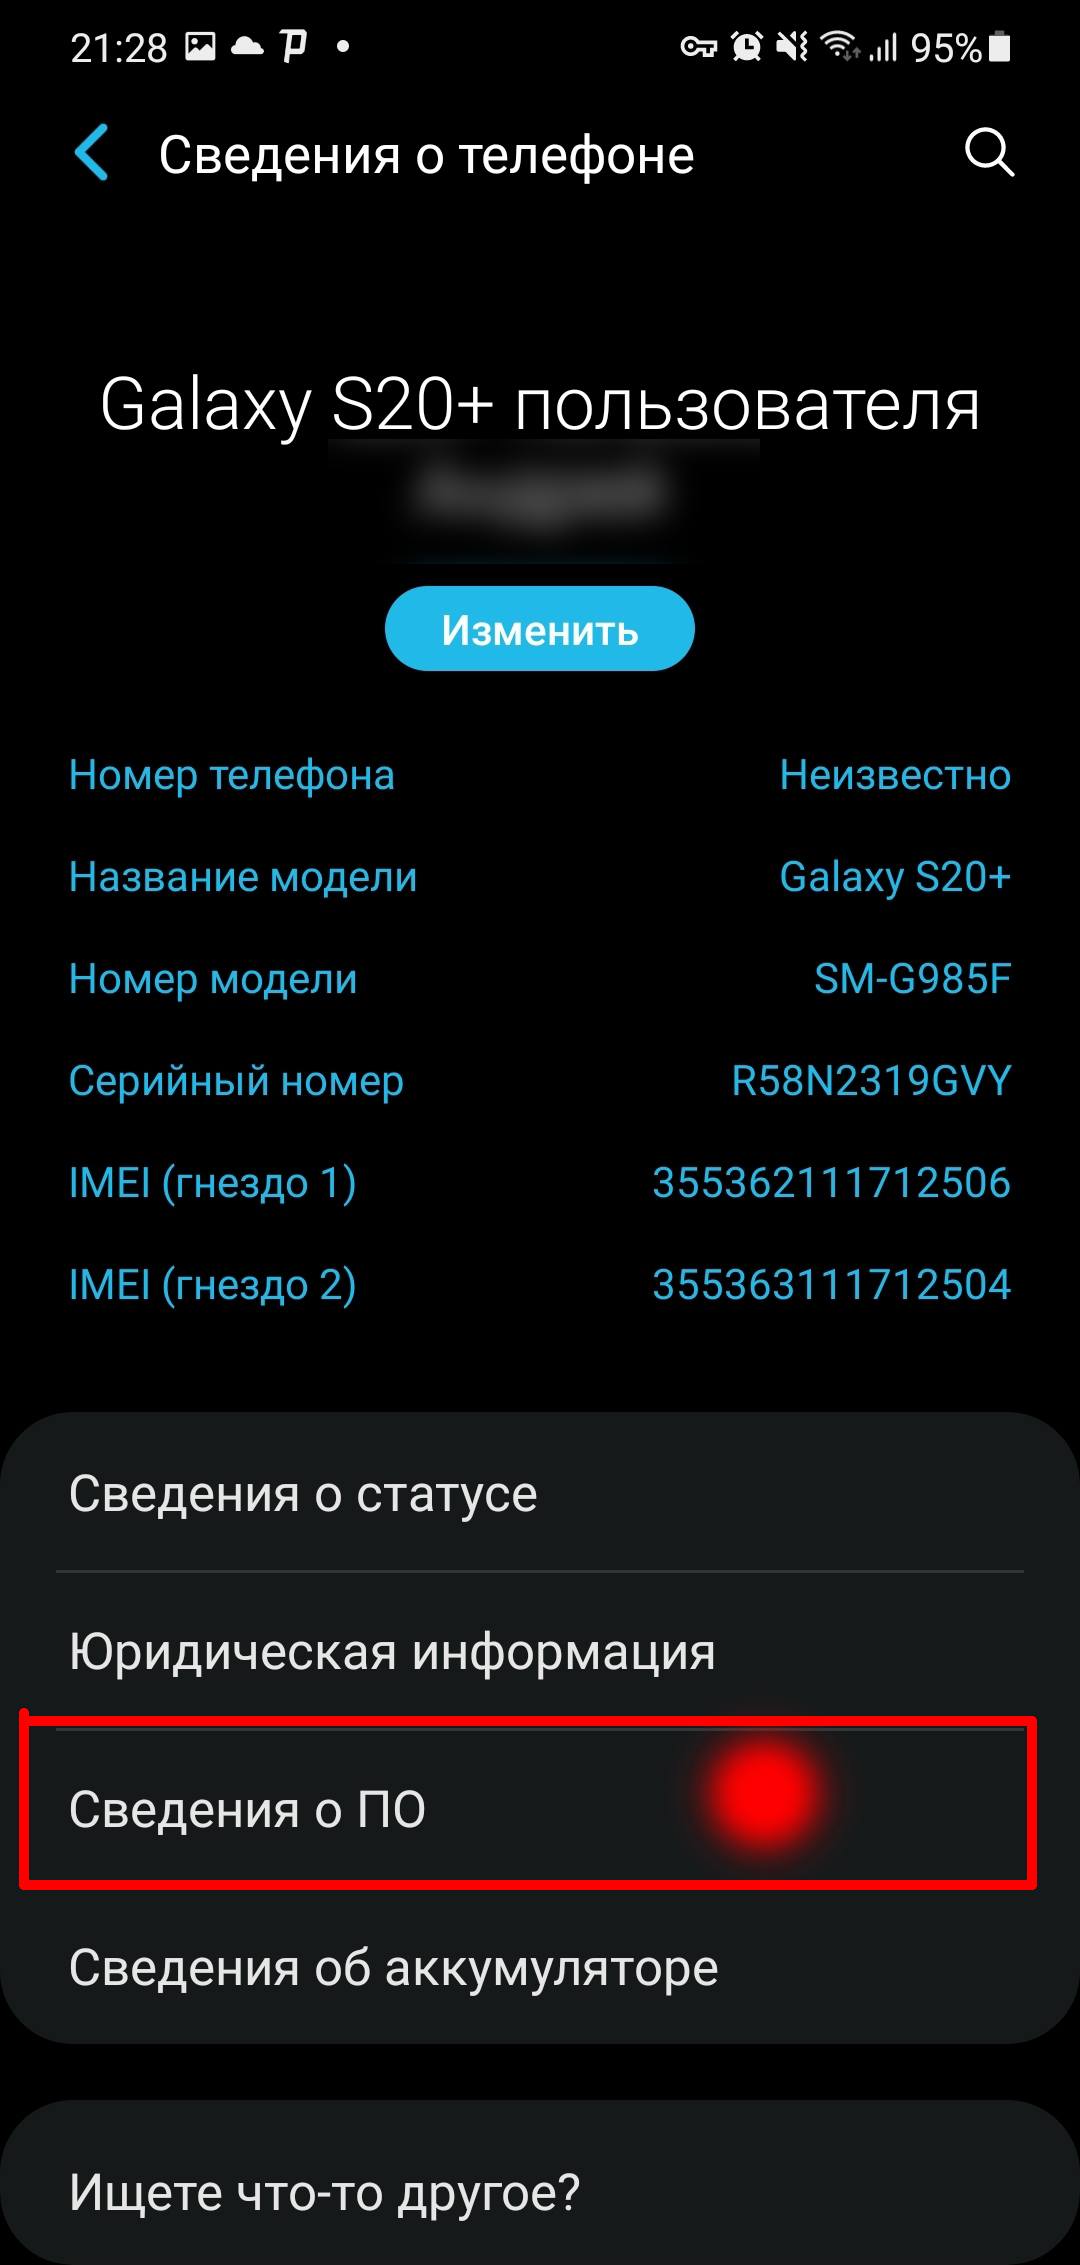 21:28 95%
Сведения о телефоне
Galaxy S20+ пользователя
Изменить
Номер телефона Неизвестно
Название модели Galaxy S20+
Номер модели SM-G985F
Серийный номер R58N2319GVY
IMEI (гнездо 1) 355362111712506
IMEI (гнездо 2) 355363111712504
Сведения о статусе
Юридическая информация
Сведения о ПО
Сведения об аккумуляторе
Ищете что-то другое?